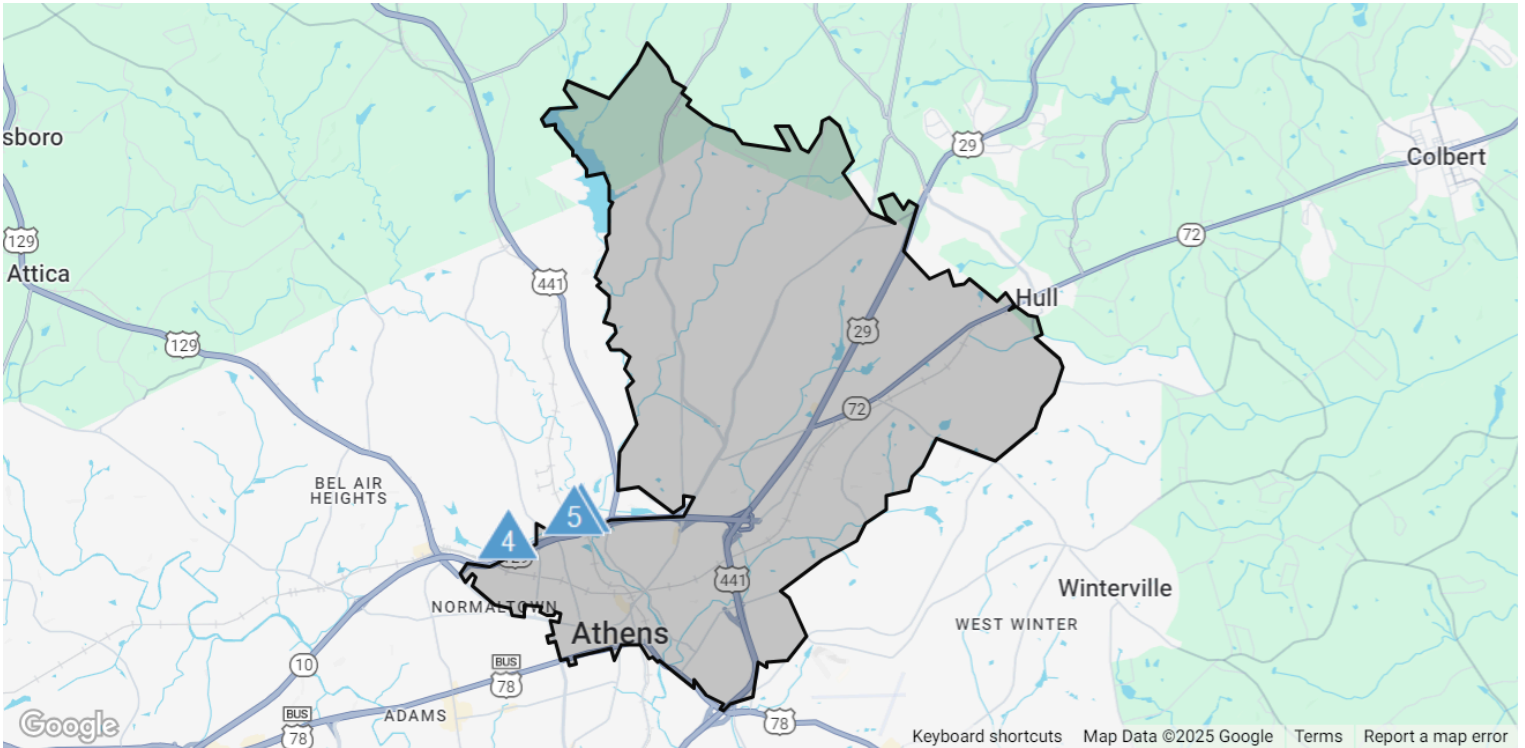 sboro
29
Colbert
129
72
Attica
441
Hull
129
29
72
BEL AIR
HEIGHTS
5
4
129
441
Winterville
NORMALTOWN
Athens
WEST WINTER
10
BUS
78
BUS
78
ADAMS
78
Google
Keyboard shortcuts
Map Data ©2025 Google
Terms
Report a map error